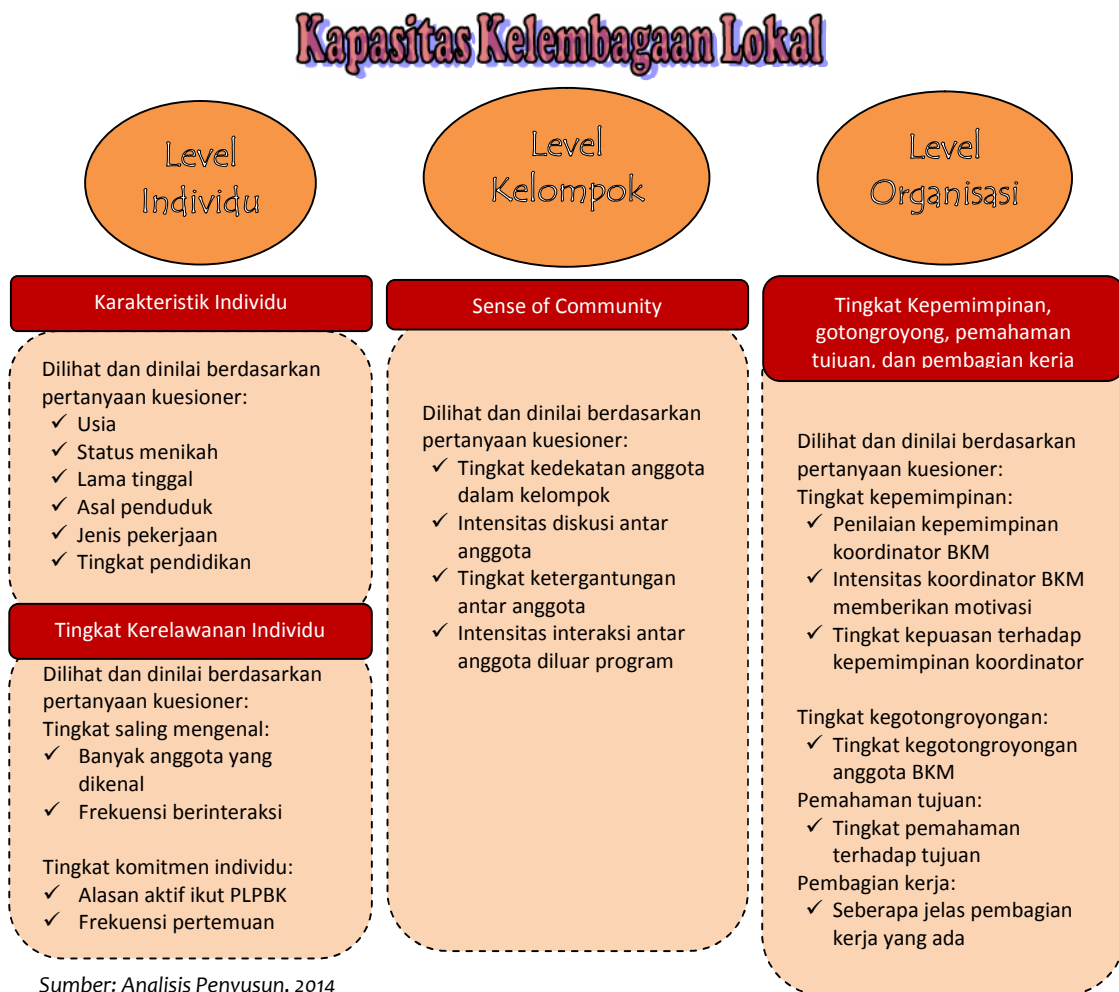 Kapasitas Kelembagaan Lokal
Level
Individu
Karakteristik Individu
Dilihat dan dinilai berdasarkan
pertanyaan kuesioner:
✓ Usia
✓ Status menikah
✓ Lama tinggal
✓ Asal penduduk
✓ Jenis pekerjaan
✓ Tingkat pendidikan
Tingkat Kerelawanan Individu
Dilihat dan dinilai berdasarkan
pertanyaan kuesioner:
Tingkat saling mengenal:
✓ Banyak anggota yang
dikenal
✓ Frekuensi berinteraksi
Tingkat komitmen individu:
✓ Alasan aktif ikut PLPBK
✓ Frekuensi pertemuan
Level
Kelompok
Sense of Community
Dilihat dan dinilai berdasarkan
pertanyaan kuesioner:
✓ Tingkat kedekatan anggota
dalam kelompok
✓ Intensitas diskusi antar
anggota
✓ Tingkat ketergantungan
antar anggota
✓ Intensitas interaksi antar
anggota diluar program
Level
Organisasi
Tingkat Kepemimpinan,
gotongroyong, pemahaman
tujuan, dan pembagian kerja
Dilihat dan dinilai berdasarkan
pertanyaan kuesioner:
Tingkat kepemimpinan:
✓ Penilaian kepemimpinan
koordinator BKM
✓ Intensitas koordinator BKM
memberikan motivasi
✓ Tingkat kepuasan terhadap
kepemimpinan koordinator
Tingkat kegotongroyongan:
✓ Tingkat kegotongroyongan
anggota BKM
Pemahaman tujuan:
✓ Tingkat pemahaman
terhadap tujuan
Pembagian kerja:
✓ Seberapa jelas pembagian
kerja yang ada
Sumber: Analisis Penyusun, 2014